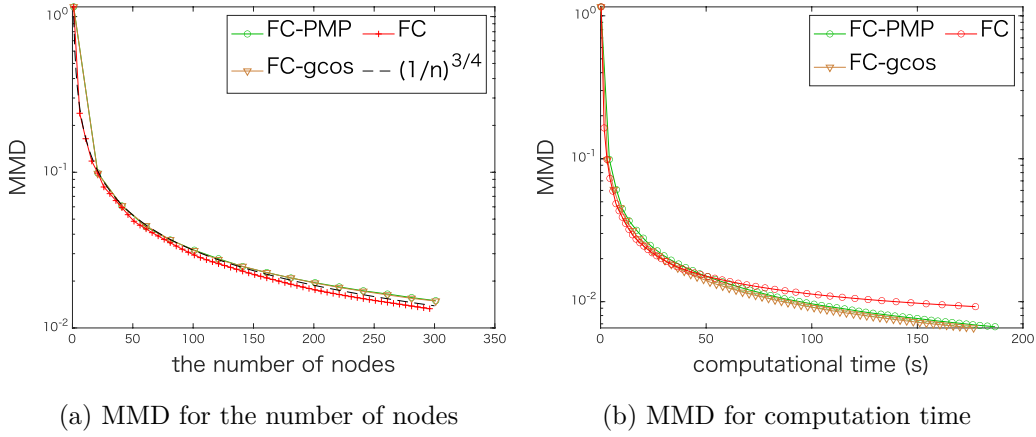 10^0
10^-1
10^-2
MMD
FC-PMP FC
FC-gcos (1/n)^3/4
0 50 100 150 200 250 300 350
the number of nodes
(a) MMD for the number of nodes
10^0
10^-1
10^-2
MMD
FC-PMP FC
FC-gcos
0 50 100 150 200
computational time (s)
(b) MMD for computation time